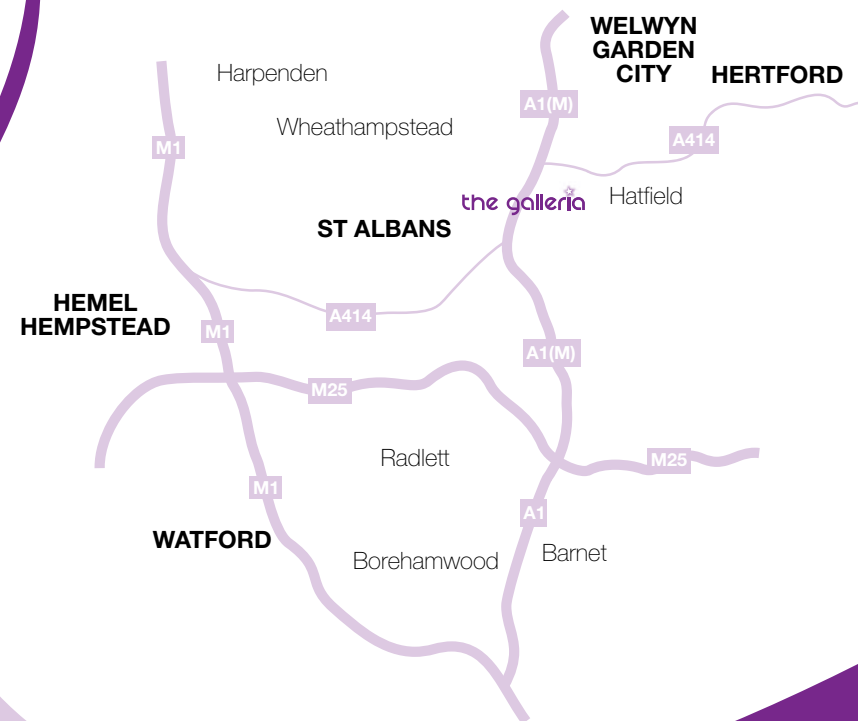 WELWYN
GARDEN
CITY
HERTFORD
Harpenden
A1(M)
Wheathampstead
M1
A414
the galleria
Hatfield
ST ALBANS
HEMEL
HEMPSTEAD
A414
M1
A1(M)
M25
Radlett
M25
M1
A1
WATFORD
Borehamwood
Barnet